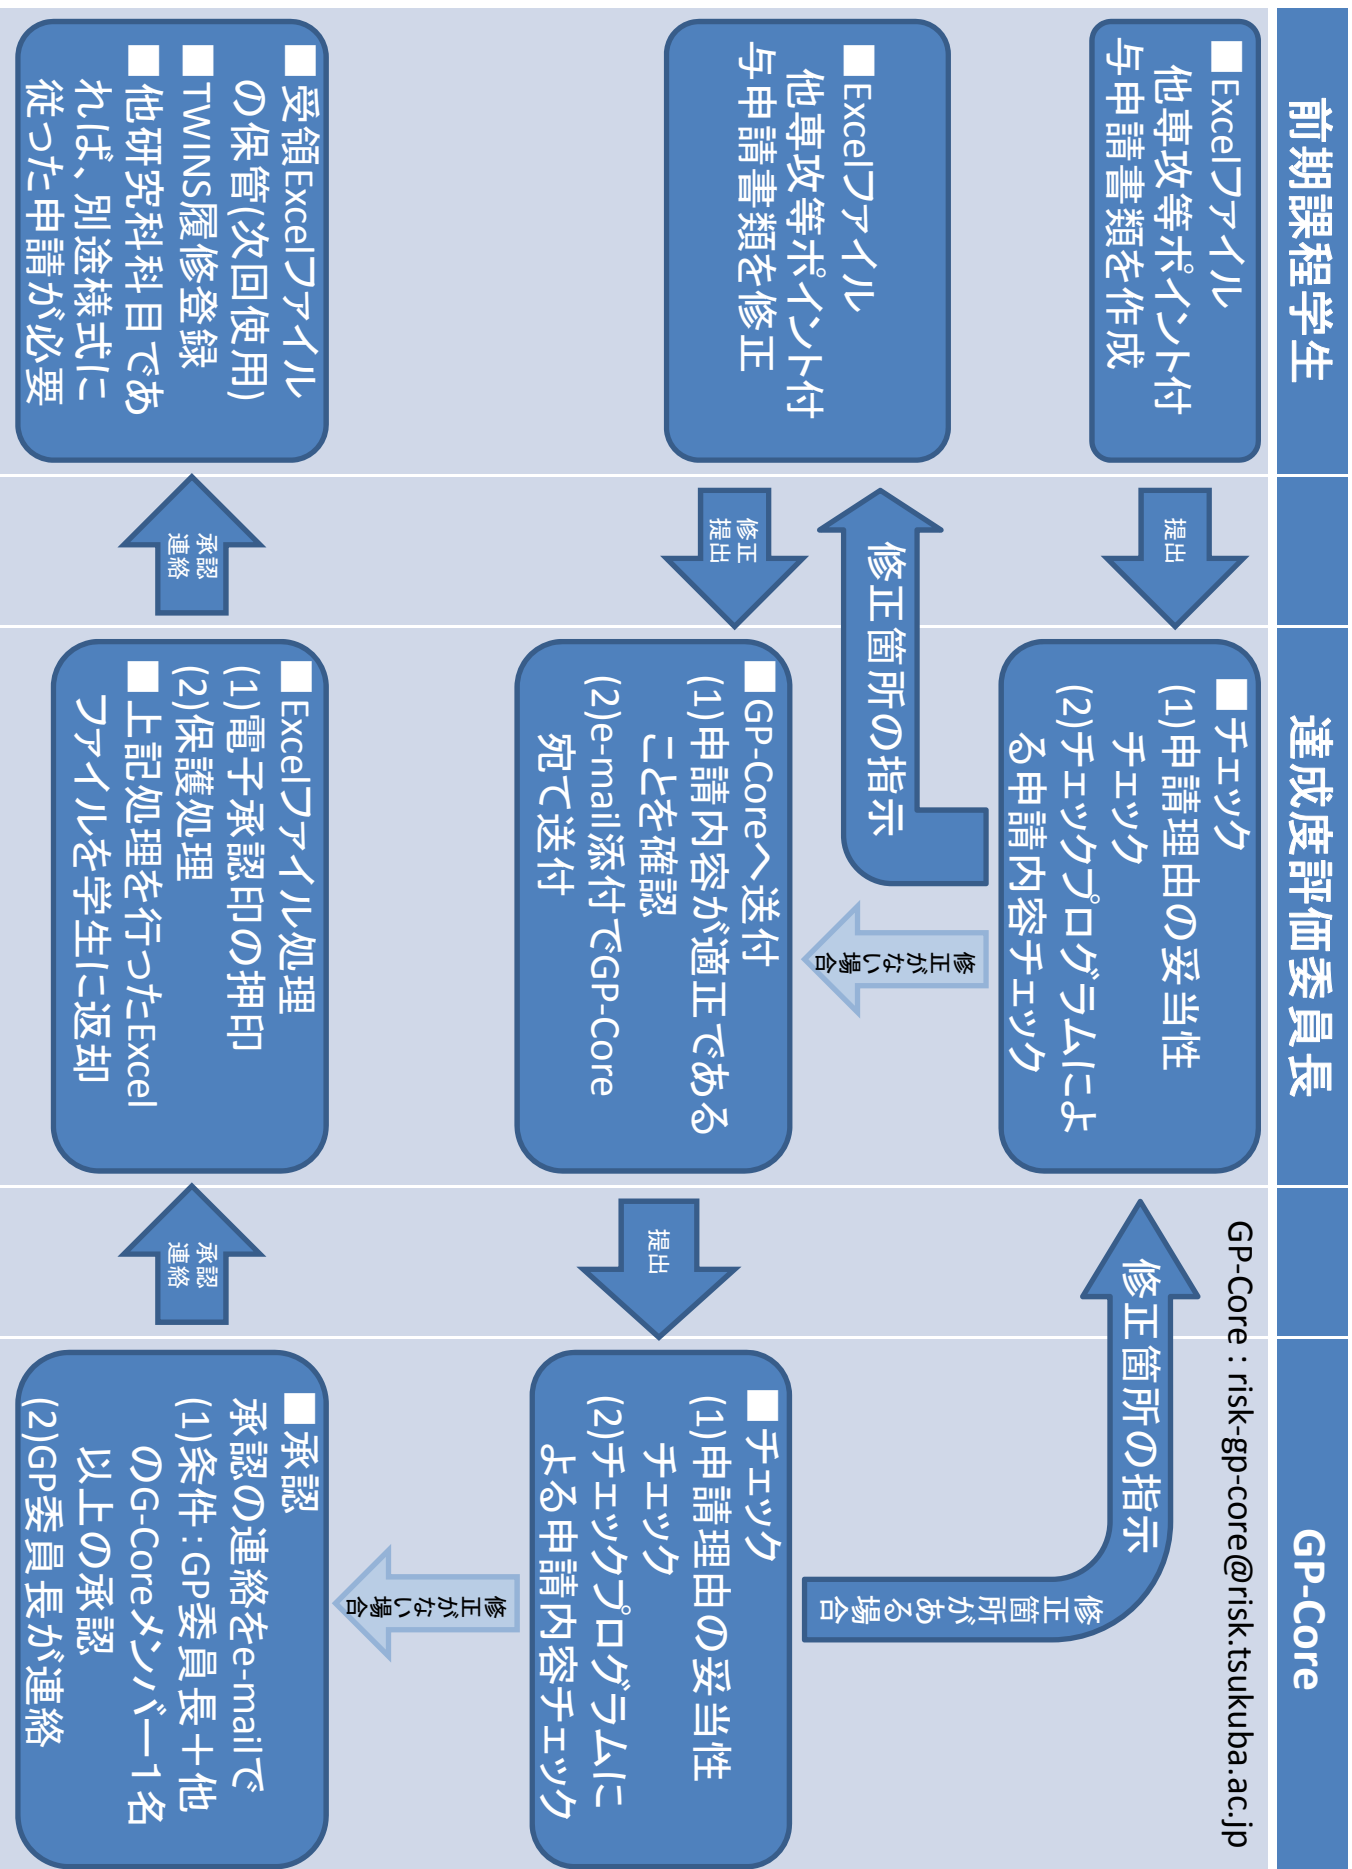 前期課程学生
達成度評価委員長
GP-Core
GP-Core : risk-gp-core@risk.tsukuba.ac.jp
■Excelファイル
他専攻等ポイント付
与申請書類を作成
提出
■チェック
(1)申請理由の妥当性
チェック
(2)チェックプログラムによ
る申請内容チェック
修正箇所の指示
修正箇所がある場
合
修正箇所の指示
修正がない場
合
■Excelファイル
他専攻等ポイント付
与申請書類を修正
修正
提出
■GP-Coreへ送付
(1)申請内容が適正である
ことを確認
(2)e-mail添付でGP-Core
宛て送付
提出
■チェック
(1)申請理由の妥当性
チェック
(2)チェックプログラムに
よる申請内容チェック
修正がない場
合
■承認
承認の連絡をe-mailで
(1)条件:GP委員長＋他
のG-Coreメンバー１名
以上の承認
(2)GP委員長が連絡
承認
連絡
■Excelファイル処理
(1)電子承認印の押印
(2)保護処理
■上記処理を行ったExcel
ファイルを学生に返却
承認
連絡
■受領Excelファイル
の保管(次回使用)
■TWINS履修登録
■他研究科科目であ
れば、別途様式に
従った申請が必要